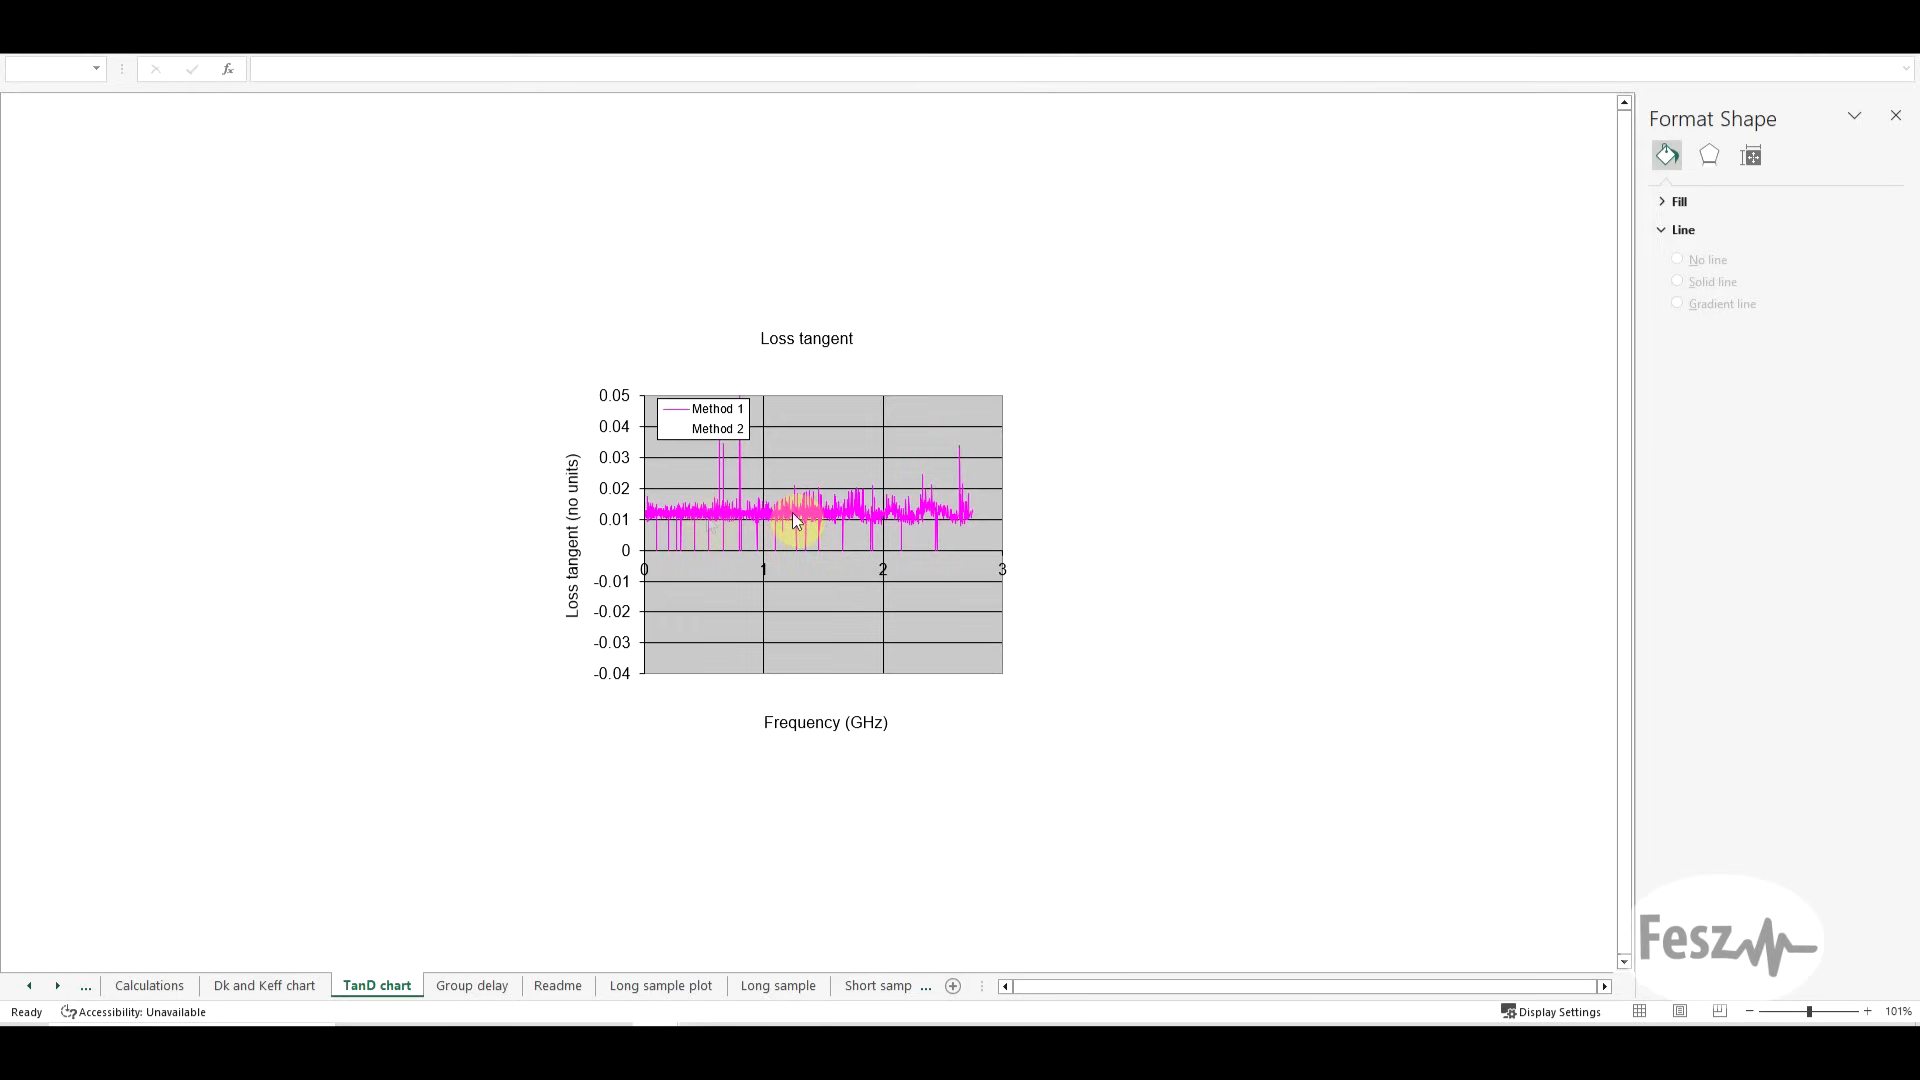 fx
Format Shape
Fill
Line
No line
Solid line
Gradient line
Loss tangent
0.05
0.04
0.03
0.02
0.01
0
-0.01
-0.02
-0.03
-0.04
Loss tangent (no units)
Method 1
Method 2
0 1 2 3
Frequency (GHz)
Fesz
... Calculations Dk and Keff chart TanD chart Group delay Readme Long sample plot Long sample Short samp ...
Ready Accessibility: Unavailable Display Settings 101%